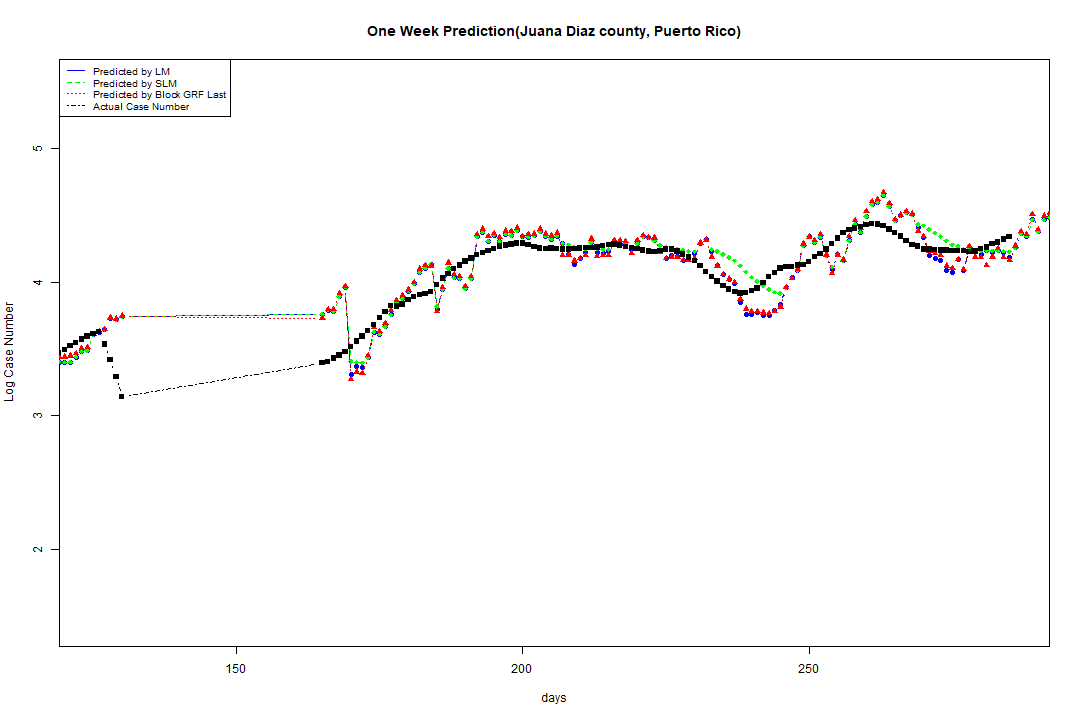 One Week Prediction(Juana Diaz county, Puerto Rico)
Predicted by LM
Predicted by SLM
Predicted by Block GRF Last
Actual Case Number
5
4
3
2
Log Case Number
150
200
250
days